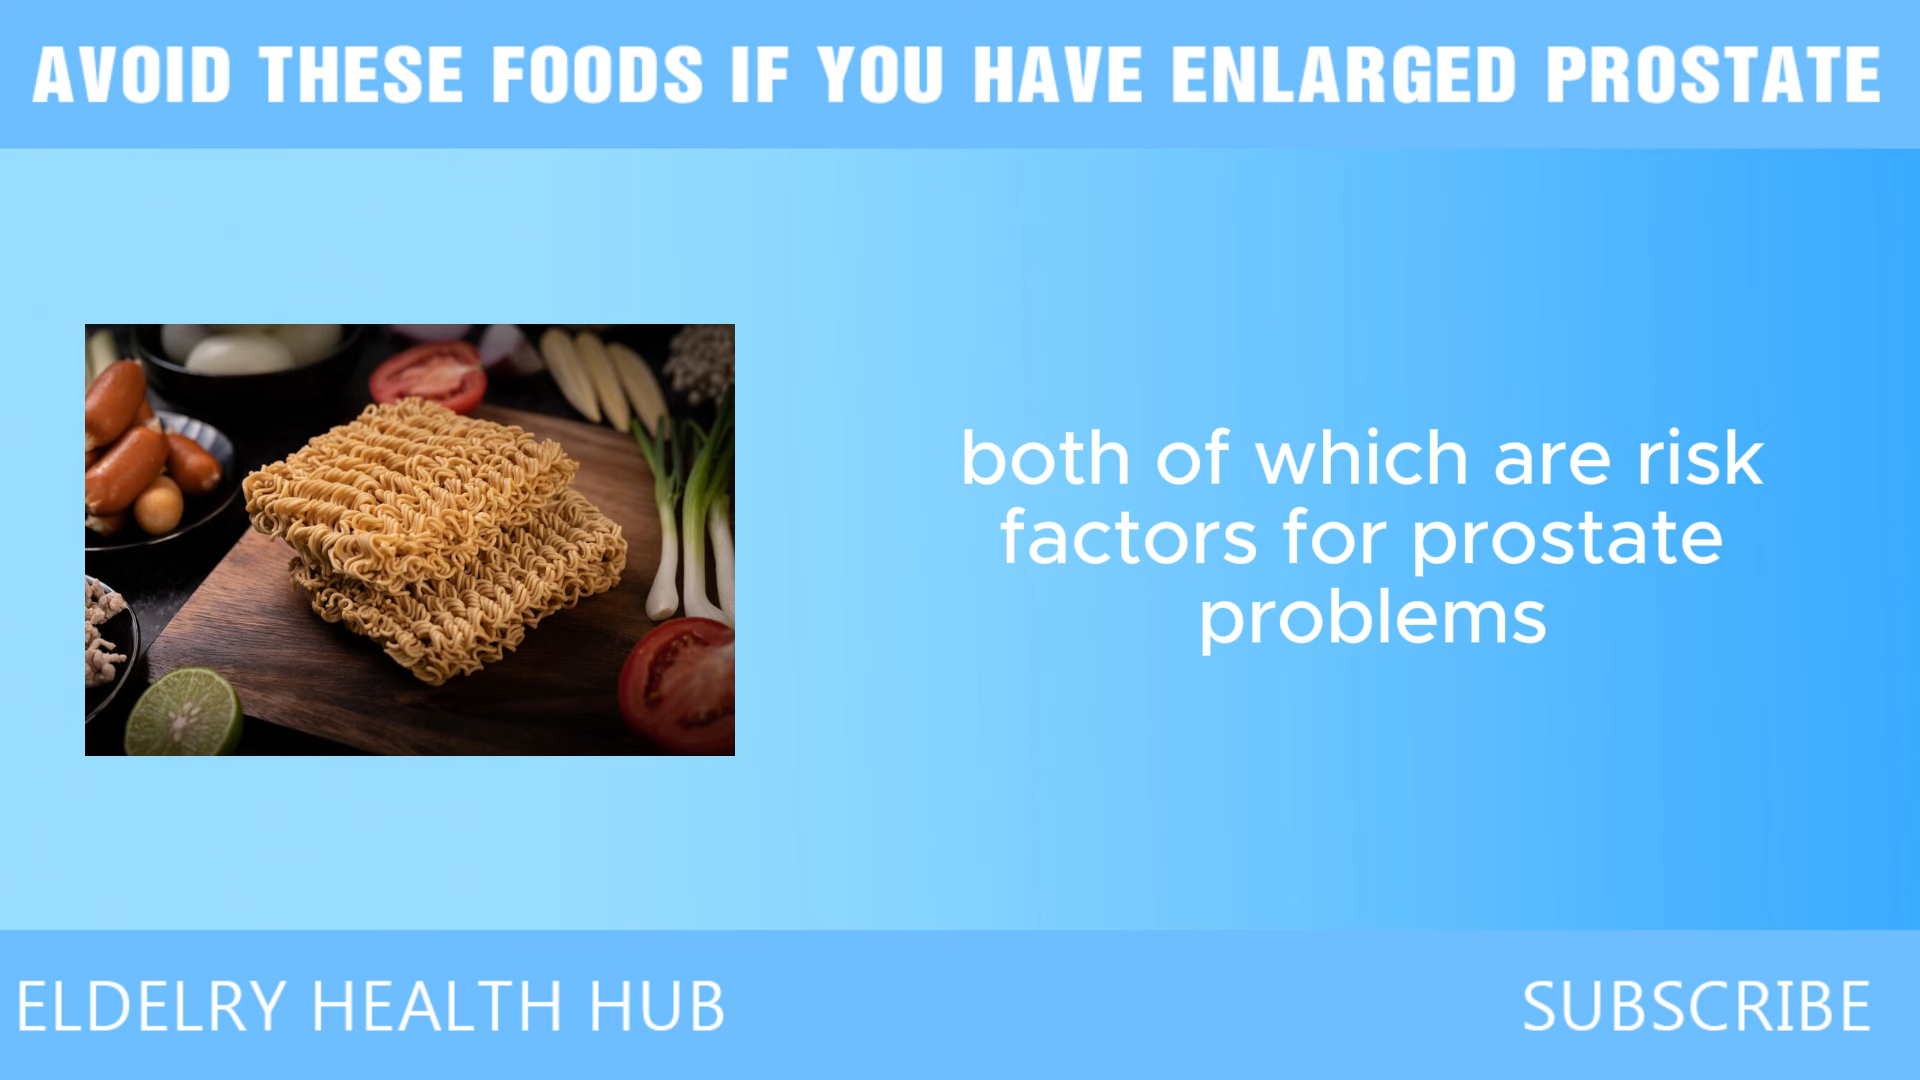 AVOID THESE FOODS IF YOU HAVE ENLARGED PROSTATE
both of which are risk
factors for prostate
problems
ELDELRY HEALTH HUB
SUBSCRIBE